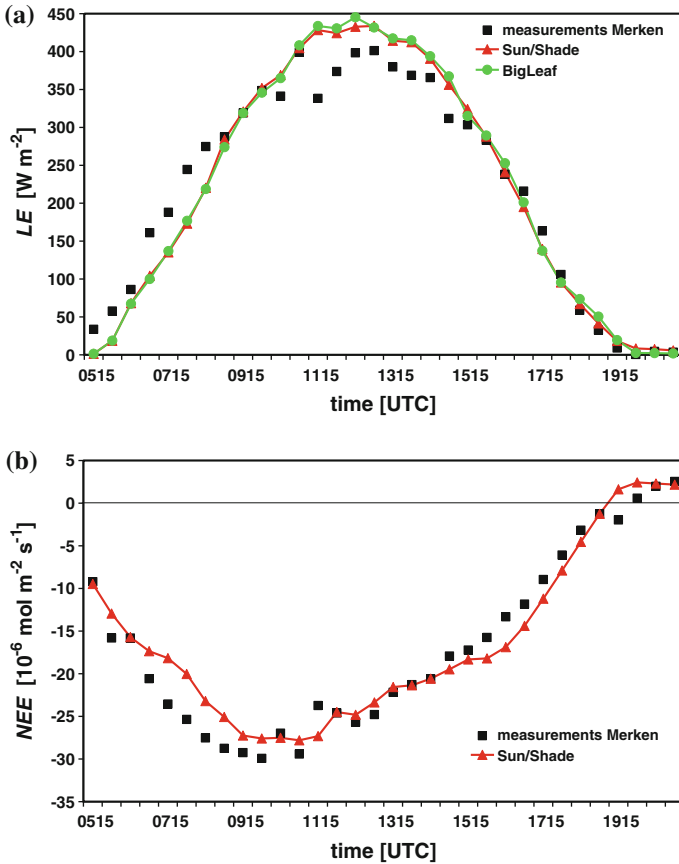 (a)
450
400
350
300
250
200
150
100
50
0
LE [W m⁻²]
measurements Merken
Sun/Shade
BigLeaf
0515 0715 0915 1115 1315 1515 1715 1915
time [UTC]
(b)
5
0
-5
-10
-15
-20
-25
-30
-35
NEE [10⁻⁶ mol m⁻² s⁻¹]
measurements Merken
Sun/Shade
0515 0715 0915 1115 1315 1515 1715 1915
time [UTC]